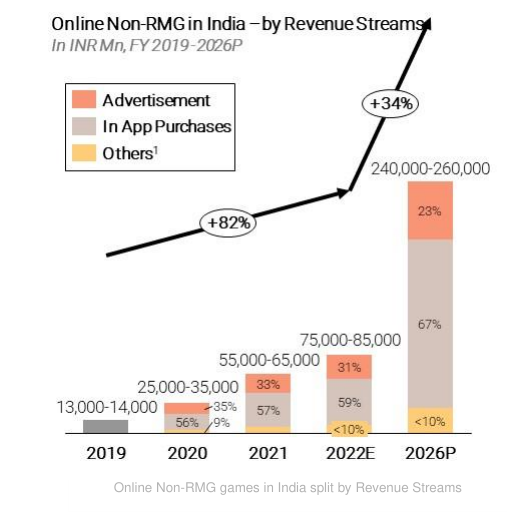 Online Non-RMG in India – by Revenue Streams
In INR Mn, FY 2019-2026P
Advertisement
In App Purchases
Others¹
+34%
+82%
240,000-260,000
23%
67%
<10%
75,000-85,000
31%
59%
<10%
55,000-65,000
33%
57%
25,000-35,000
35%
56%
9%
13,000-14,000
2019 2020 2021 2022E 2026P
Online Non-RMG games in India split by Revenue Streams